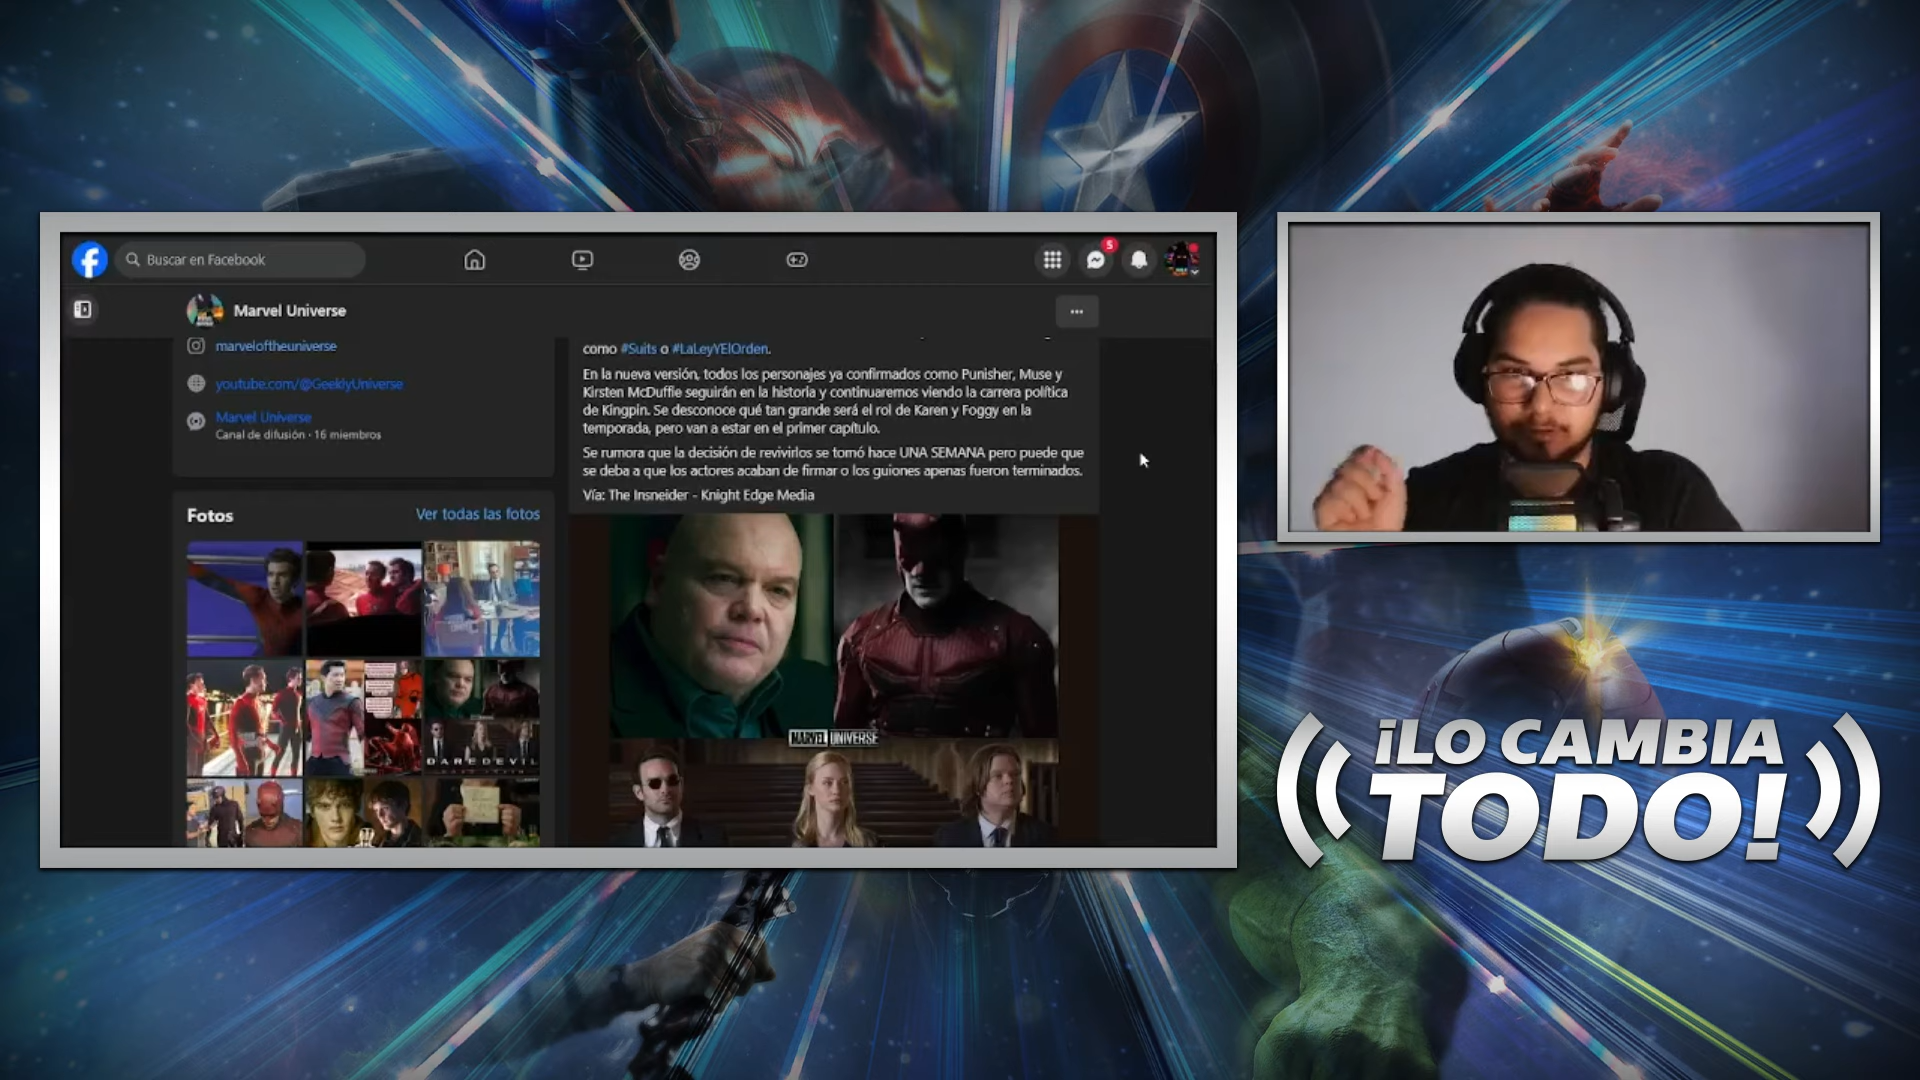 Buscar en Facebook
5
Marvel Universe
...
marveloftheuniverse
youtube.com/@GeeklyUniverse
Marvel Universe
Canal de difusión · 16 miembros
Fotos
Ver todas las fotos
DAREDEVIL
como #Suits o #LaLeyYElOrden.
En la nueva versión, todos los personajes ya confirmados como Punisher, Muse y
Kirsten McDuffie seguirán en la historia y continuaremos viendo la carrera política
de Kingpin. Se desconoce qué tan grande será el rol de Karen y Foggy en la
temporada, pero van a estar en el primer capítulo.
Se rumora que la decisión de revivirlos se tomó hace UNA SEMANA pero puede que
se deba a que los actores acaban de firmar o los guiones apenas fueron terminados.
Vía: The Insneider - Knight Edge Media
MARVEL UNIVERSE
¡LO CAMBIA
TODO!